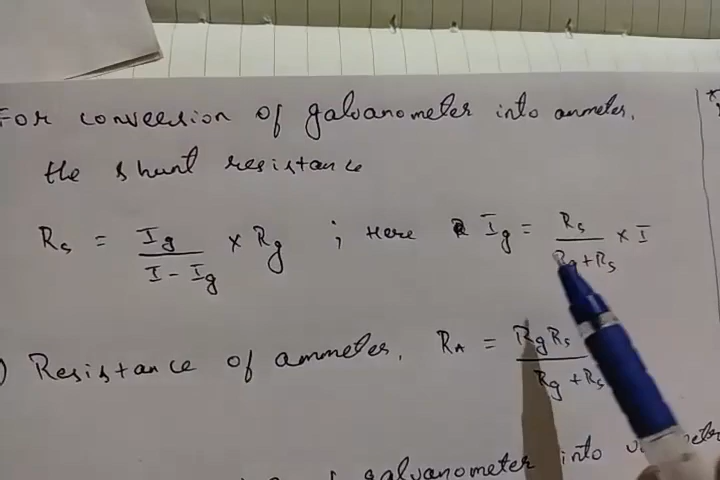 For conversion of galvanometer into ammeter,
the shunt resistance
Rs = Ig / (I - Ig) × Rg ; Here Ig = Rs / (Rg + Rs) × I
) Resistance of ammeter, RA = RgRs / (Rg + Rs)
galvanometer into